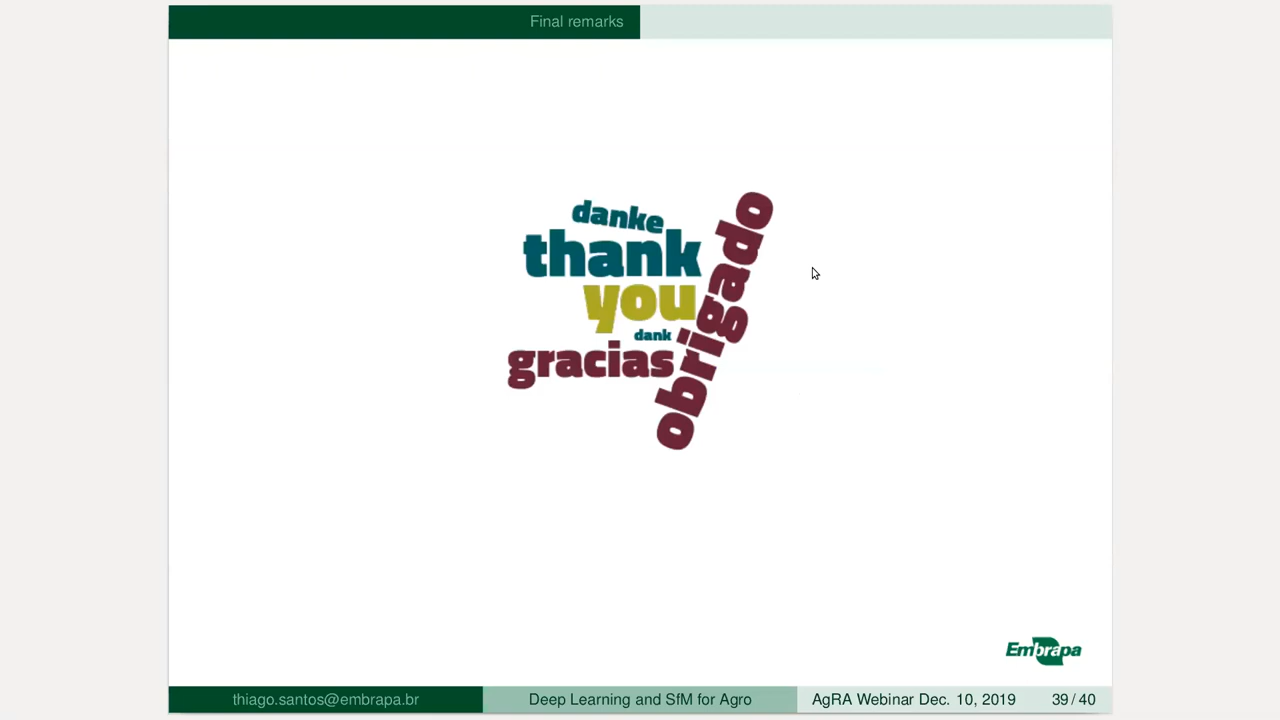 Final remarks
danke
thank
you
dank
gracias
obrigado
Embrapa
thiago.santos@embrapa.br
Deep Learning and SfM for Agro
AgRA Webinar Dec. 10, 2019
39 / 40